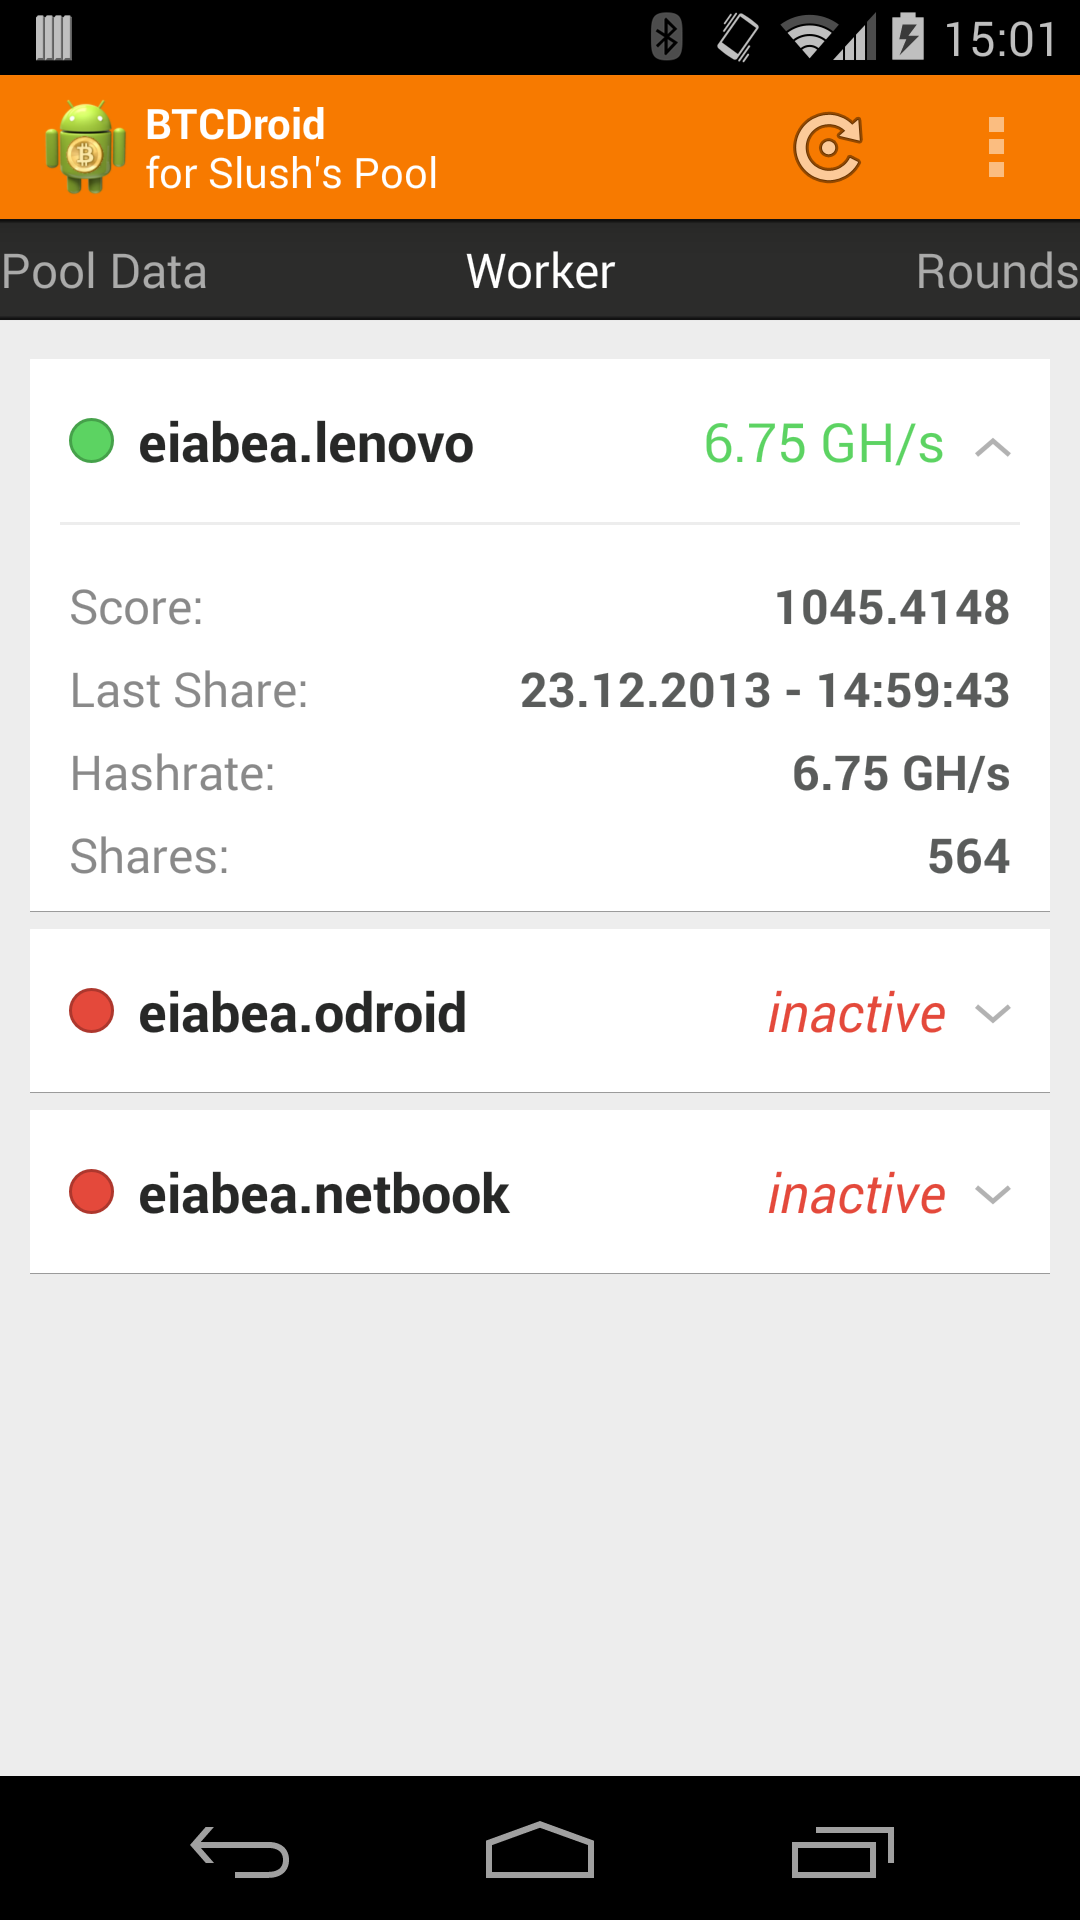 15:01
BTCDroid
for Slush's Pool
Pool Data Worker Rounds
eiabea.lenovo 6.75 GH/s
Score: 1045.4148
Last Share: 23.12.2013 - 14:59:43
Hashrate: 6.75 GH/s
Shares: 564
eiabea.odroid inactive
eiabea.netbook inactive